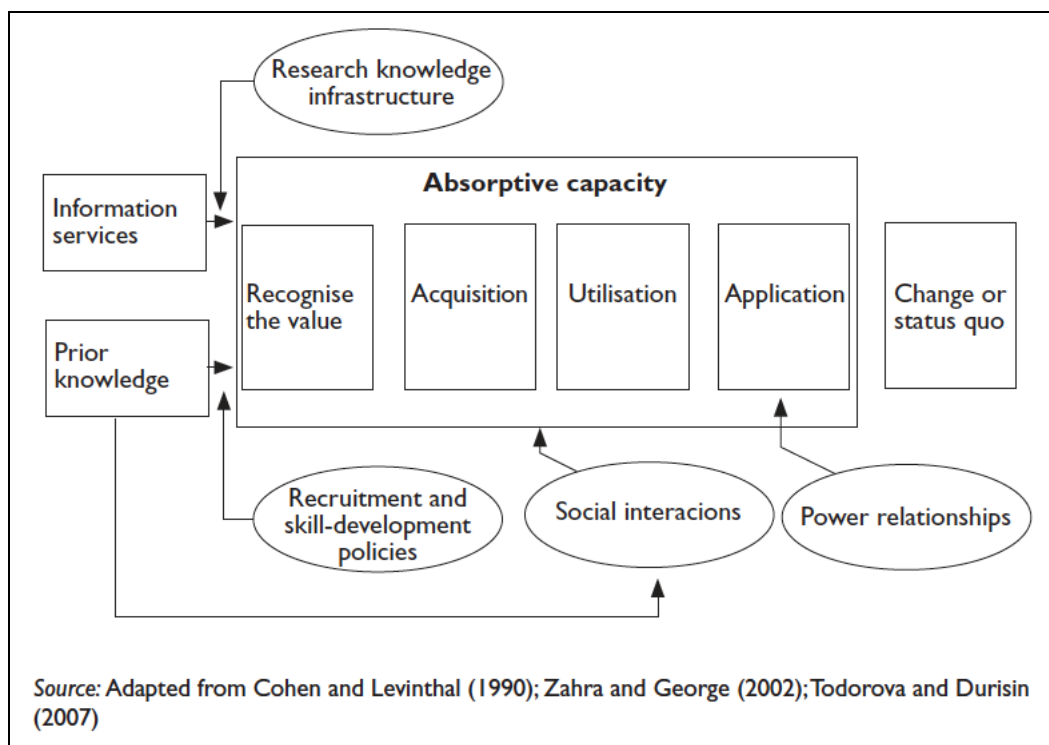 Research knowledge
infrastructure
Absorptive capacity
Information
services
Recognise
the value
Acquisition
Utilisation
Application
Change or
status quo
Prior
knowledge
Recruitment and
skill-development
policies
Social interacions
Power relationships
Source: Adapted from Cohen and Levinthal (1990); Zahra and George (2002); Todorova and Durisin
(2007)